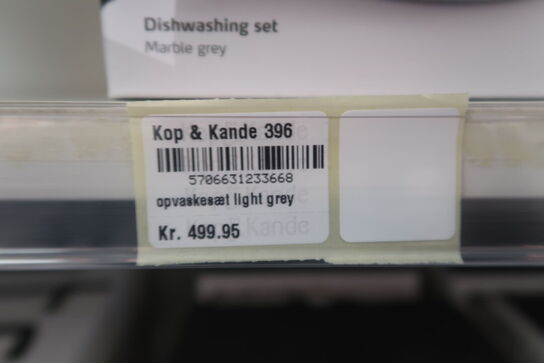 Dishwashing set
Marble grey
Kop & Kande 396
5706631233668
opvaskesæt light grey
Kr. 499.95